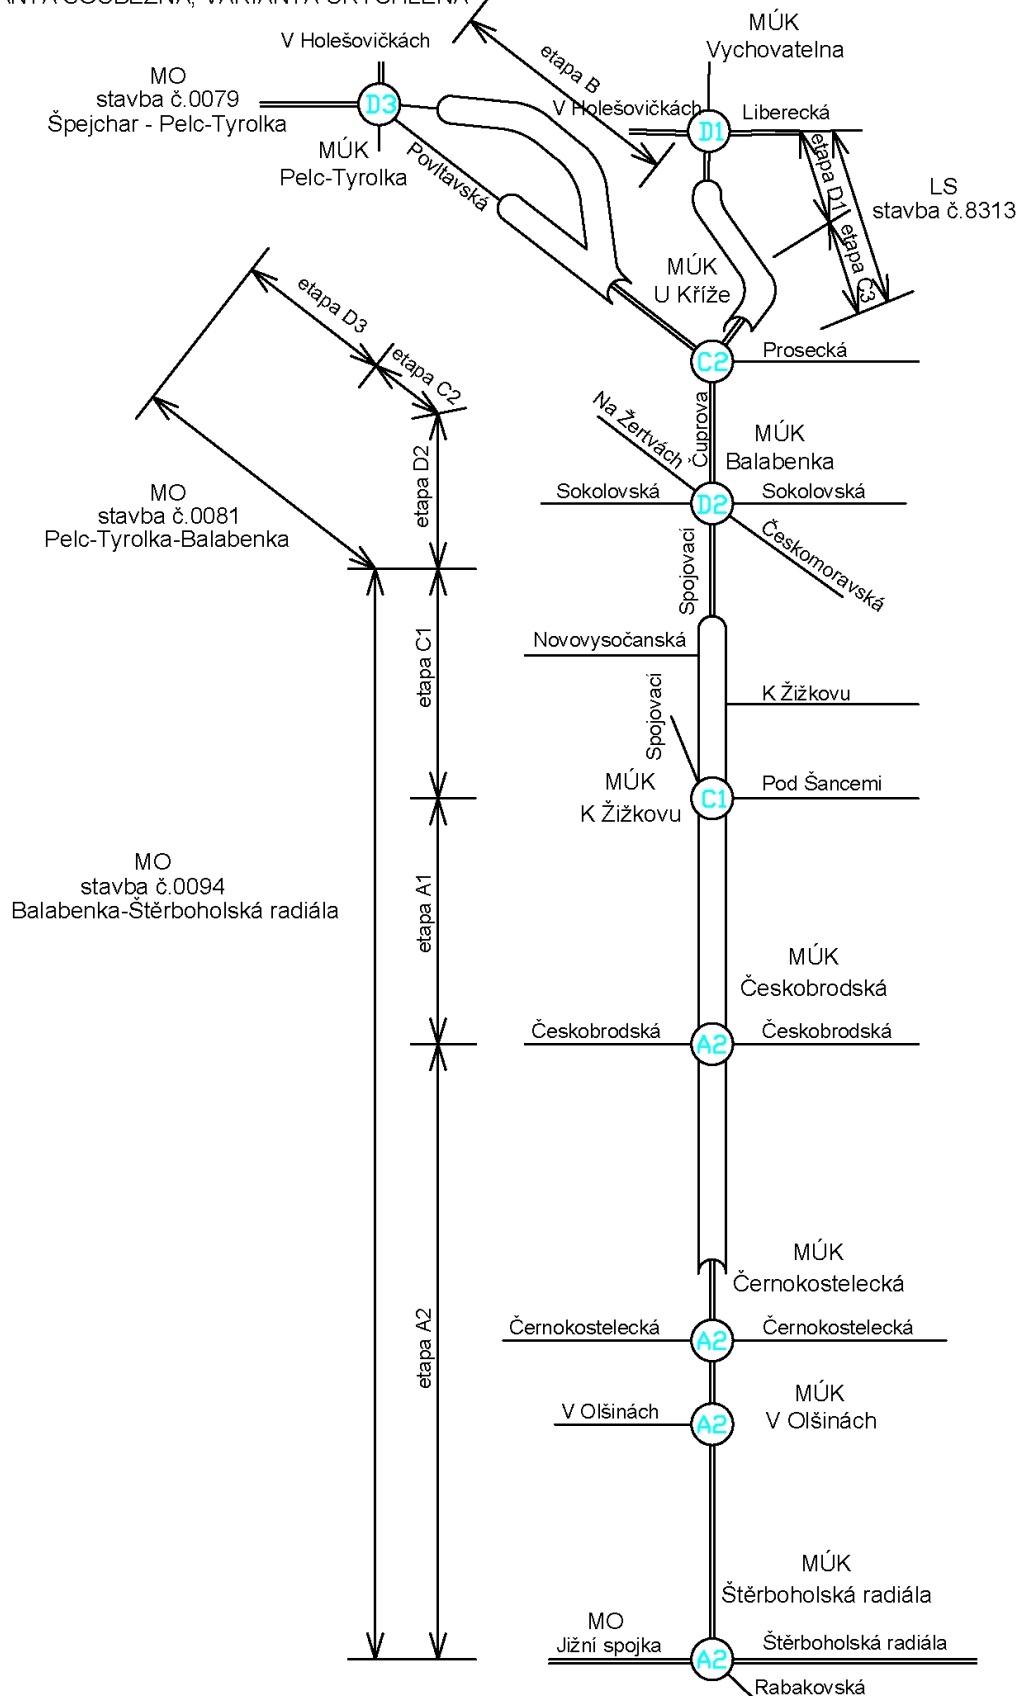 V Holešovičkách
MÚK
Vychovatelna
MO
stavba č.0079
Špejchar - Pelc-Tyrolka
D3
MÚK
Pelc-Tyrolka
Povltavská
etapa B
V Holešovičkách
D1
Liberecká
etapa D1
etapa C3
LS
stavba č.8313
MÚK
U Kříže
etapa D3
etapa C2
C2
Prosecká
Čuprova
Na Žertvách
MÚK
Balabenka
etapa D2
MO
stavba č.0081
Pelc-Tyrolka-Balabenka
Sokolovská
D2
Sokolovská
Českomoravská
Spojovací
etapa C1
Novovysočanská
K Žižkovu
Spojovací
MÚK
K Žižkovu
C1
Pod Šancemi
MO
stavba č.0094
Balabenka-Štěrboholská radiála
etapa A1
MÚK
Českobrodská
Českobrodská
A2
Českobrodská
etapa A2
MÚK
Černokostelecká
Černokostelecká
A2
Černokostelecká
V Olšinách
A2
MÚK
V Olšinách
MÚK
Štěrboholská radiála
MO
Jižní spojka
A2
Štěrboholská radiála
Rabakovská